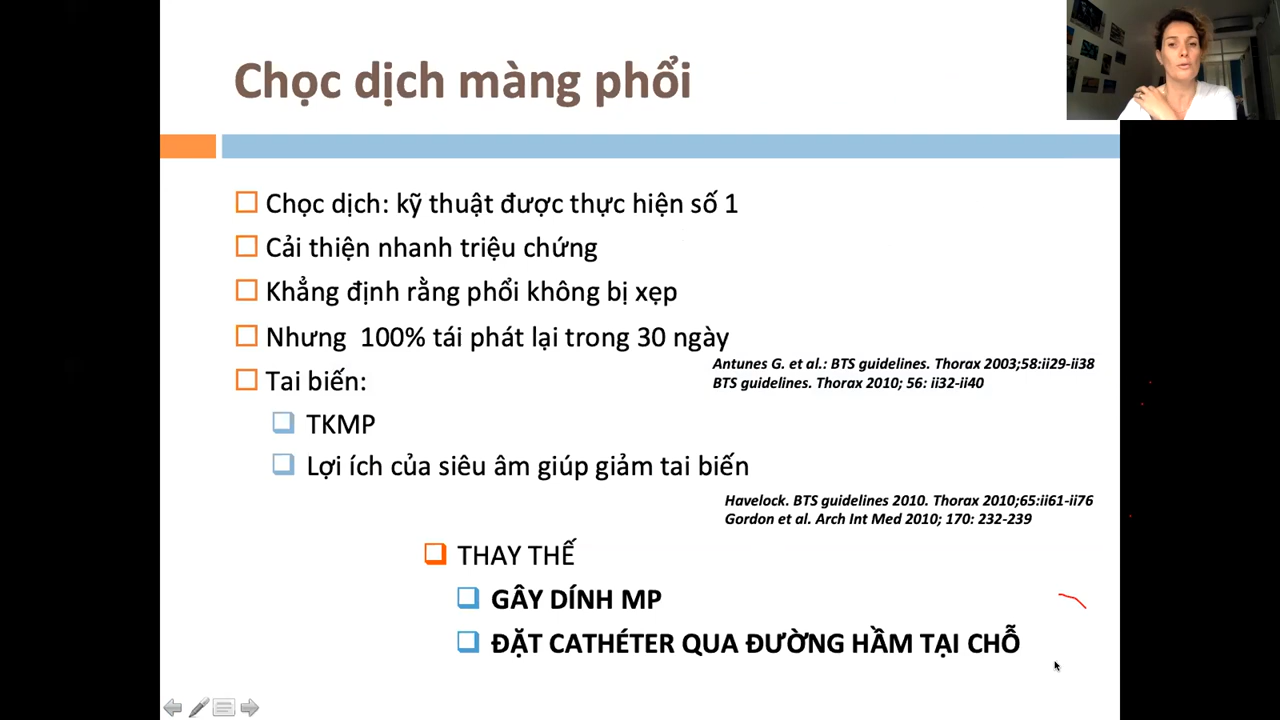 Chọc dịch màng phổi
Chọc dịch: kỹ thuật được thực hiện số 1
Cải thiện nhanh triệu chứng
Khẳng định rằng phổi không bị xẹp
Nhưng 100% tái phát lại trong 30 ngày
Antunes G. et al.: BTS guidelines. Thorax 2003;58:ii29-ii38
BTS guidelines. Thorax 2010; 56: ii32-ii40
Tai biến:
TKMP
Lợi ích của siêu âm giúp giảm tai biến
Havelock. BTS guidelines 2010. Thorax 2010;65:ii61-ii76
Gordon et al. Arch Int Med 2010; 170: 232-239
THAY THẾ
GÂY DÍNH MP
ĐẶT CATHÉTER QUA ĐƯỜNG HẦM TẠI CHỖ